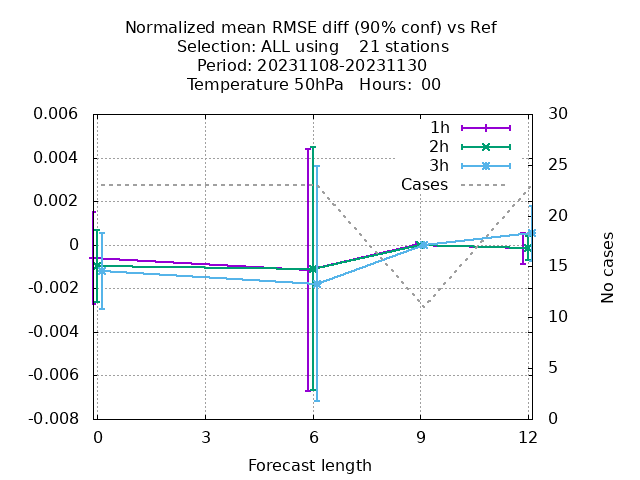 Normalized mean RMSE diff (90% conf) vs Ref
Selection: ALL using    21 stations
Period: 20231108-20231130
Temperature 50hPa   Hours:  00
1h
2h
3h
Cases
0.006
0.004
0.002
0
-0.002
-0.004
-0.006
-0.008
30
25
20
15
10
5
0
No cases
0
3
6
9
12
Forecast length